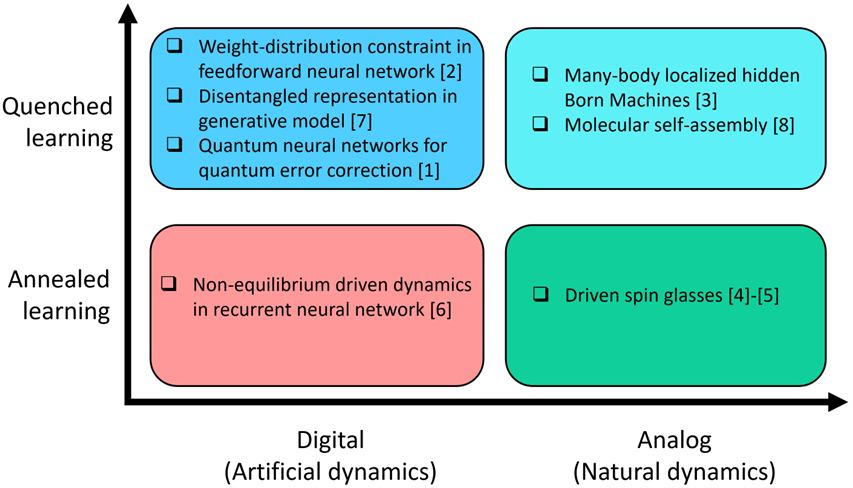 Quenched
learning
Weight-distribution constraint in
feedforward neural network [2]
Disentangled representation in
generative model [7]
Quantum neural networks for
quantum error correction [1]
Many-body localized hidden
Born Machines [3]
Molecular self-assembly [8]
Annealed
learning
Non-equilibrium driven dynamics
in recurrent neural network [6]
Driven spin glasses [4]-[5]
Digital
(Artificial dynamics)
Analog
(Natural dynamics)